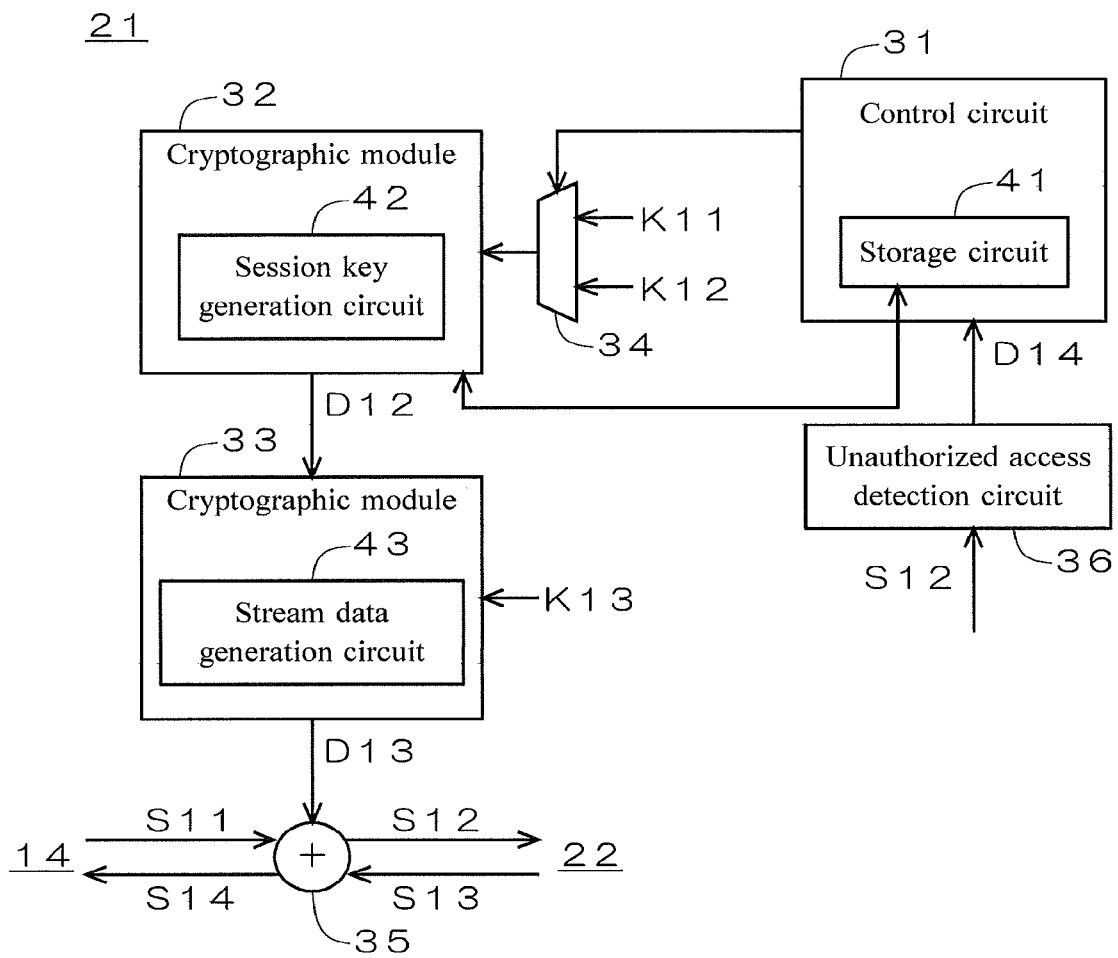 21
31
32
Control circuit
Cryptographic module
41
42
K11
Storage circuit
Session key
generation circuit
K12
34
D14
D12
33
Unauthorized access
detection circuit
Cryptographic module
43
S12
36
K13
Stream data
generation circuit
D13
S11
S12
14
+
22
S14
S13
35